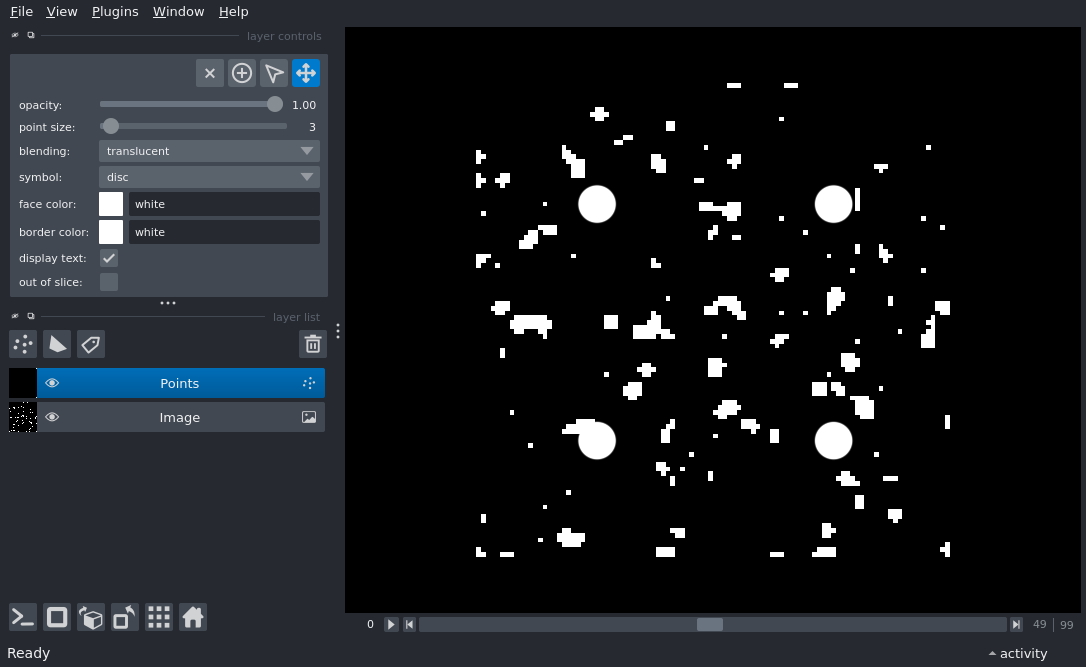 File View Plugins Window Help
layer controls
opacity: 1.00
point size: 3
blending: translucent
symbol: disc
face color: white
border color: white
display text:
out of slice:
layer list
Points
Image
0 49 | 99
Ready activity